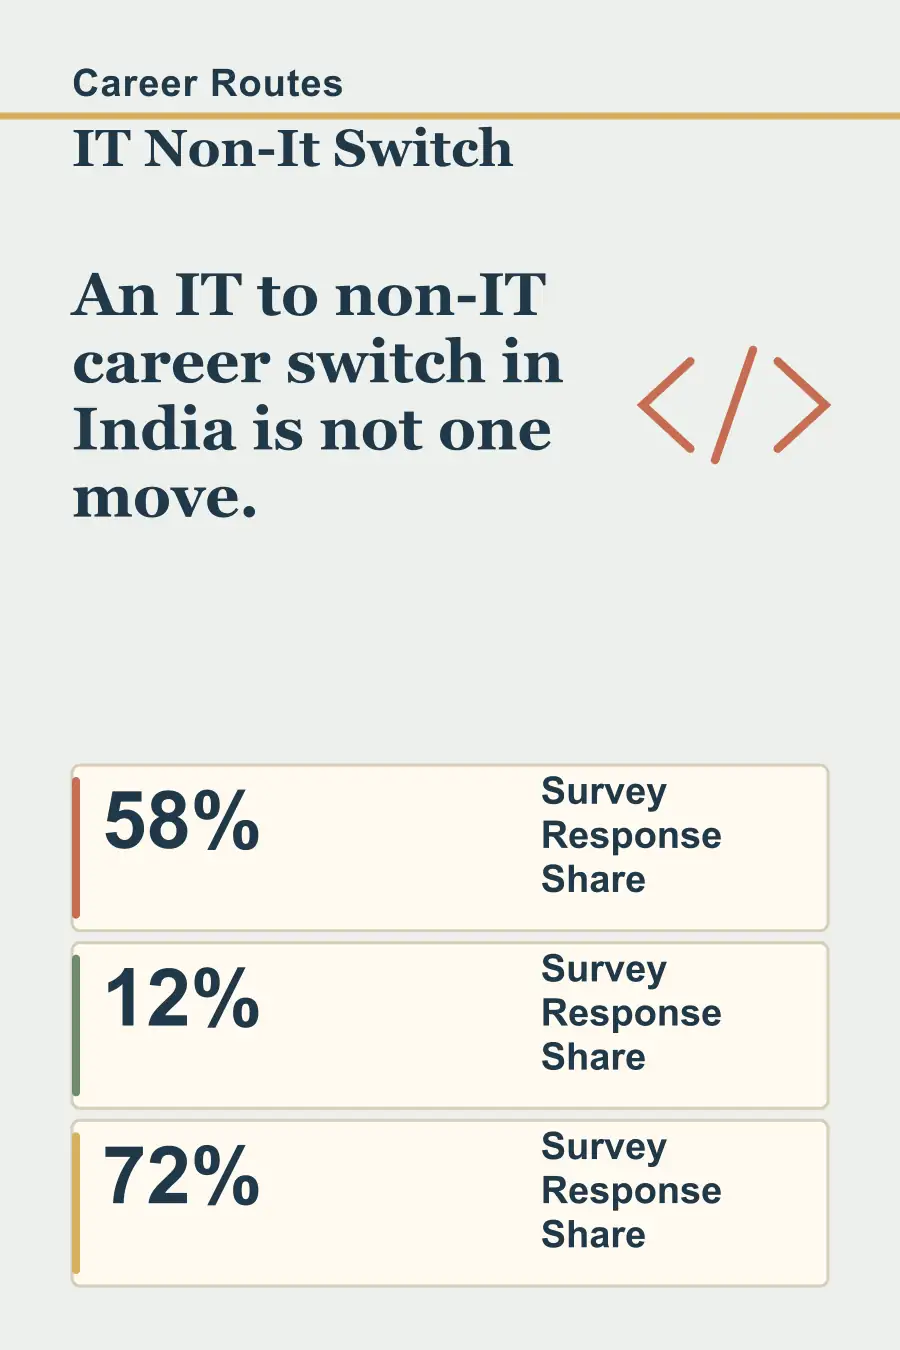 Career Routes
IT Non-It Switch
An IT to non-IT
career switch in
India is not one
move.
58%
Survey
Response
Share
12%
Survey
Response
Share
72%
Survey
Response
Share